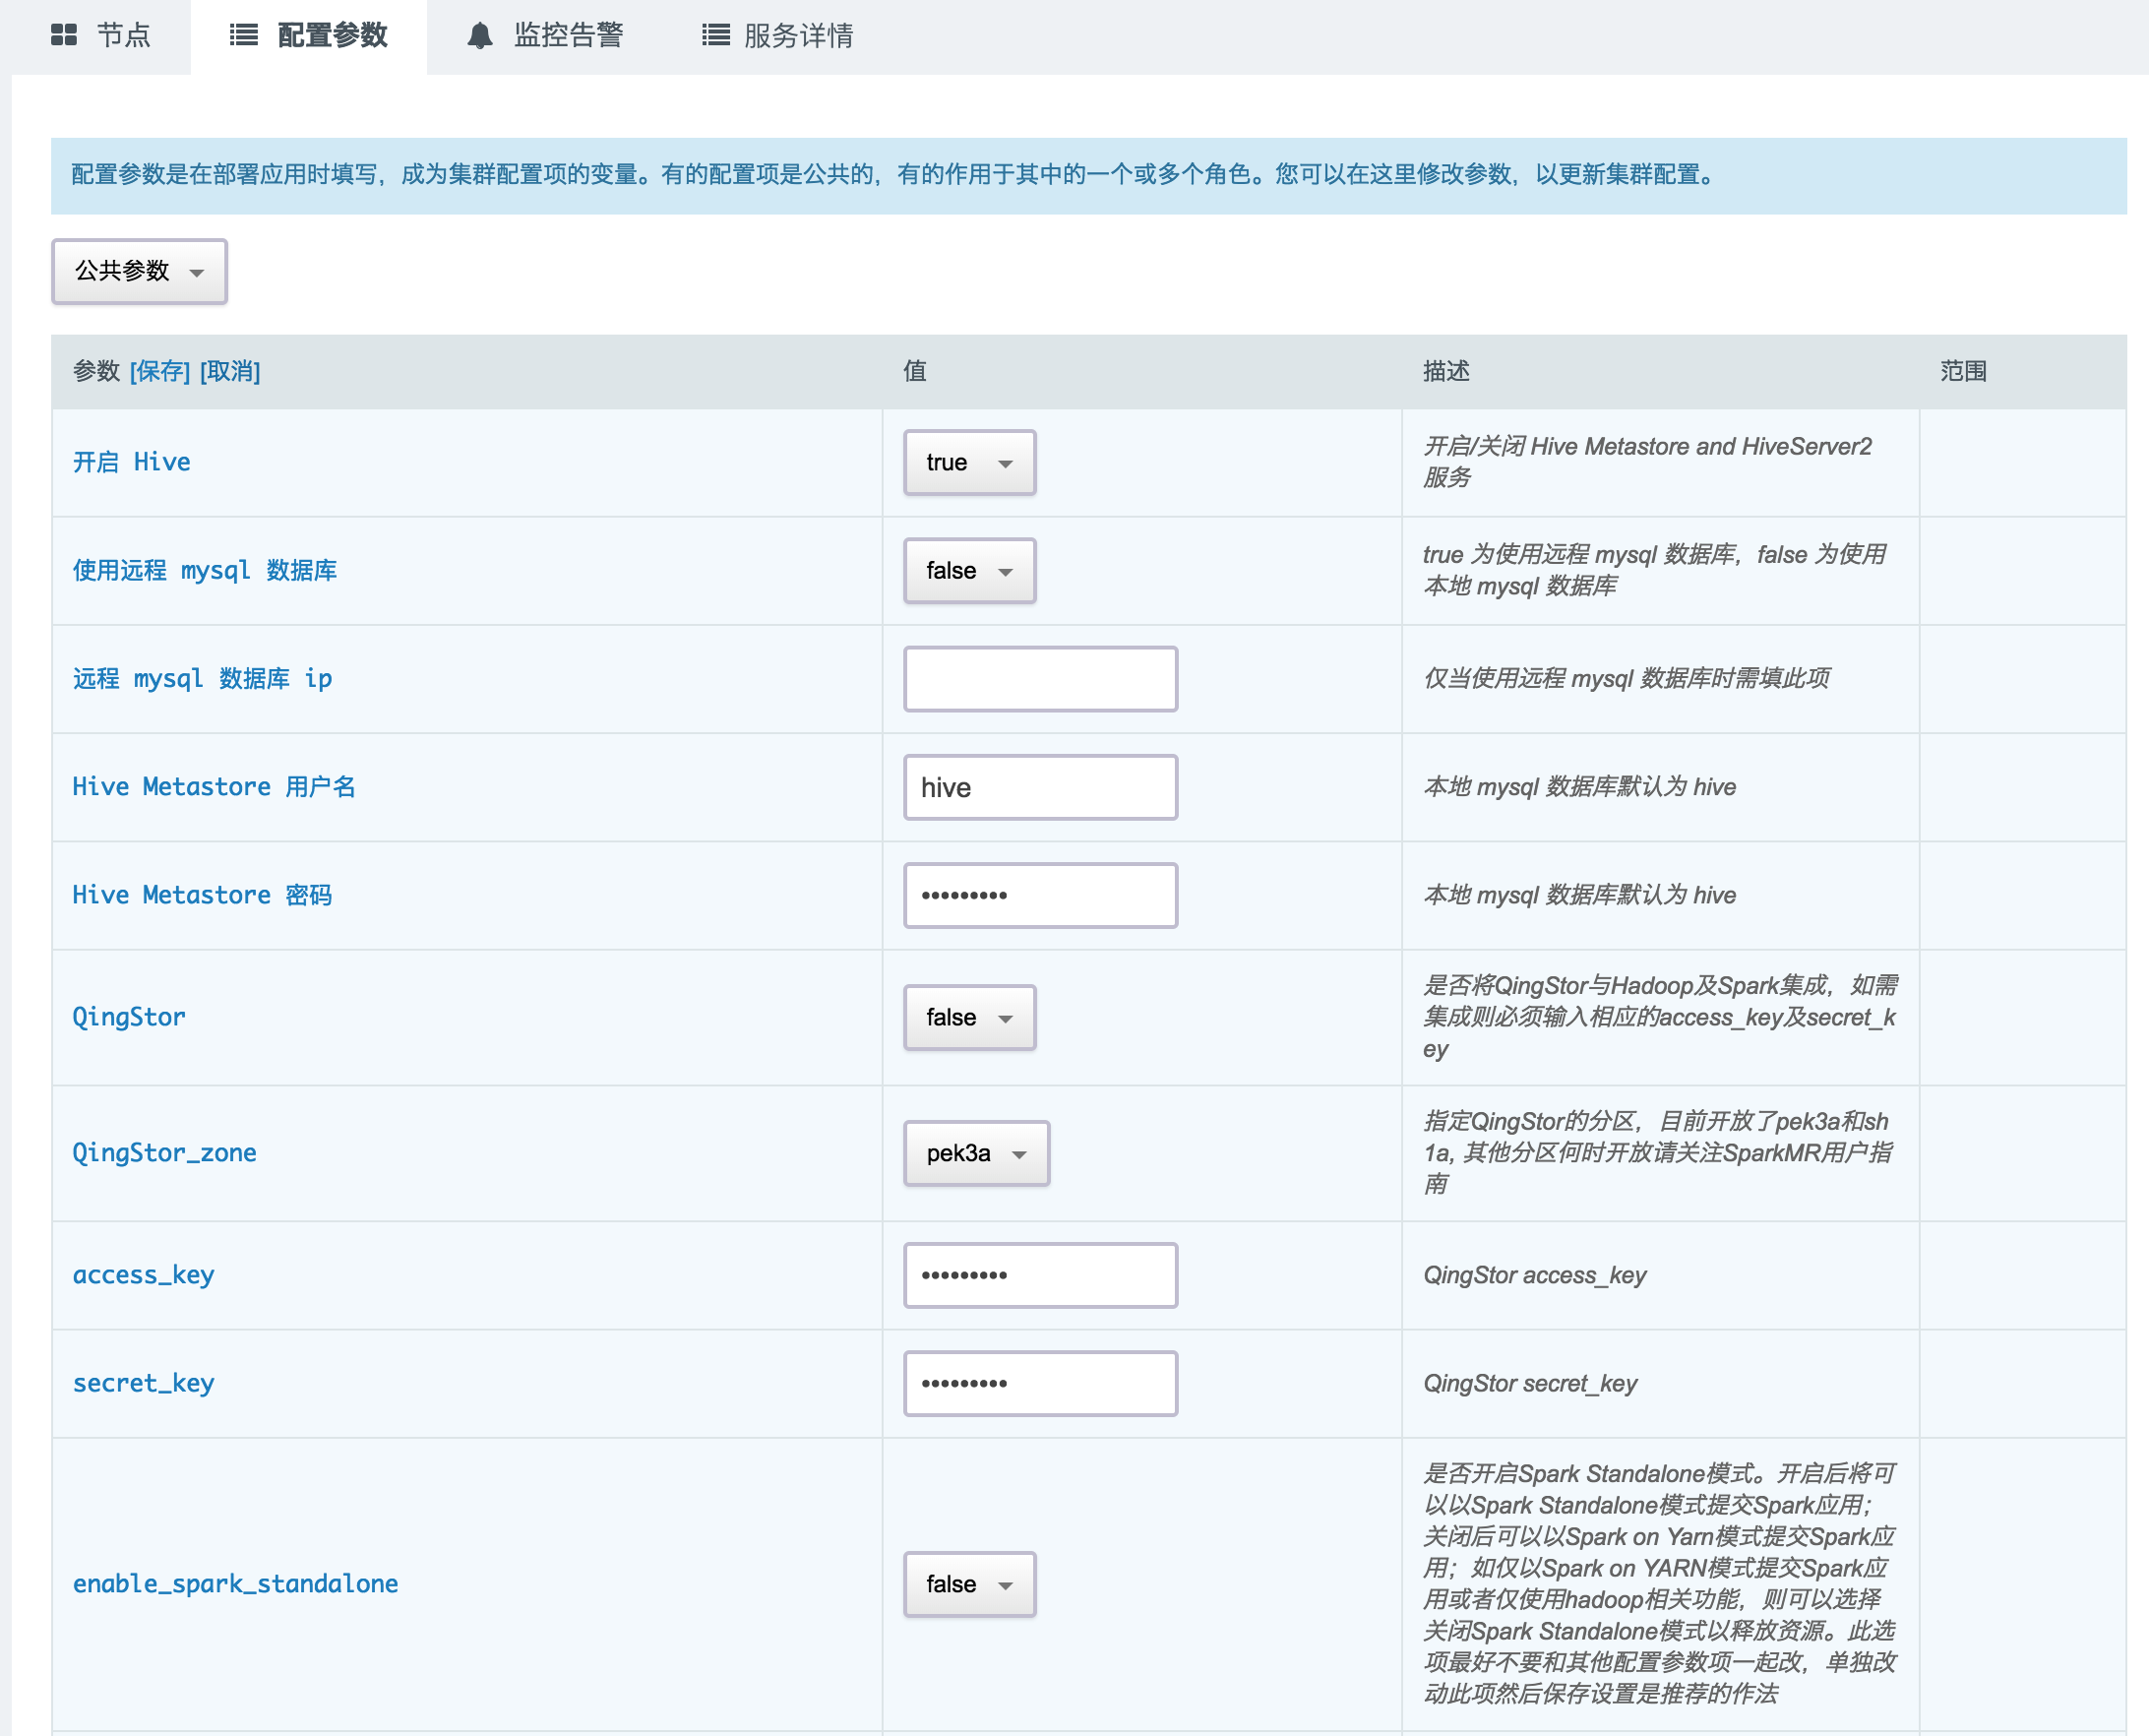 节点 配置参数 监控告警 服务详情
配置参数是在部署应用时填写，成为集群配置项的变量。有的配置项是公共的，有的作用于其中的一个或多个角色。您可以在这里修改参数，以更新集群配置。
公共参数
参数 [保存] [取消] 值 描述 范围
开启 Hive true 开启/关闭 Hive Metastore and HiveServer2
服务
使用远程 mysql 数据库 false true 为使用远程 mysql 数据库，false 为使用
本地 mysql 数据库
远程 mysql 数据库 ip 仅当使用远程 mysql 数据库时需填此项
Hive Metastore 用户名 hive 本地 mysql 数据库默认为 hive
Hive Metastore 密码 ••••••••• 本地 mysql 数据库默认为 hive
是否将QingStor与Hadoop及Spark集成，如需
QingStor false 集成则必须输入相应的access_key及secret_k
ey
指定QingStor的分区，目前开放了pek3a和sh
QingStor_zone pek3a 1a, 其他分区何时开放请关注SparkMR用户指
南
access_key ••••••••• QingStor access_key
secret_key ••••••••• QingStor secret_key
是否开启Spark Standalone模式。开启后将可
以以Spark Standalone模式提交Spark应用；
关闭后可以以Spark on Yarn模式提交Spark应
用；如仅以Spark on YARN模式提交Spark应
enable_spark_standalone false 用或者仅使用hadoop相关功能，则可以选择
关闭Spark Standalone模式以释放资源。此选
项最好不要和其他配置参数项一起改，单独改
动此项然后保存设置是推荐的作法